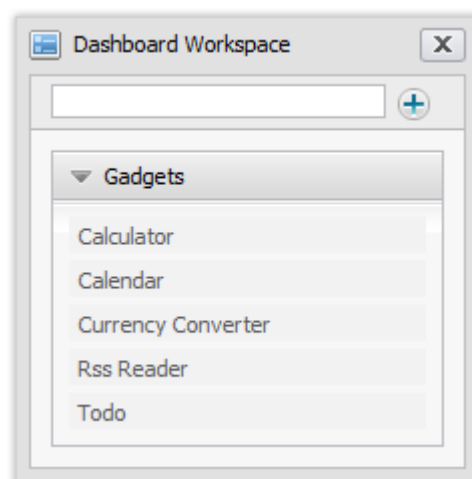 Dashboard Workspace
Gadgets
Calculator
Calendar
Currency Converter
Rss Reader
Todo